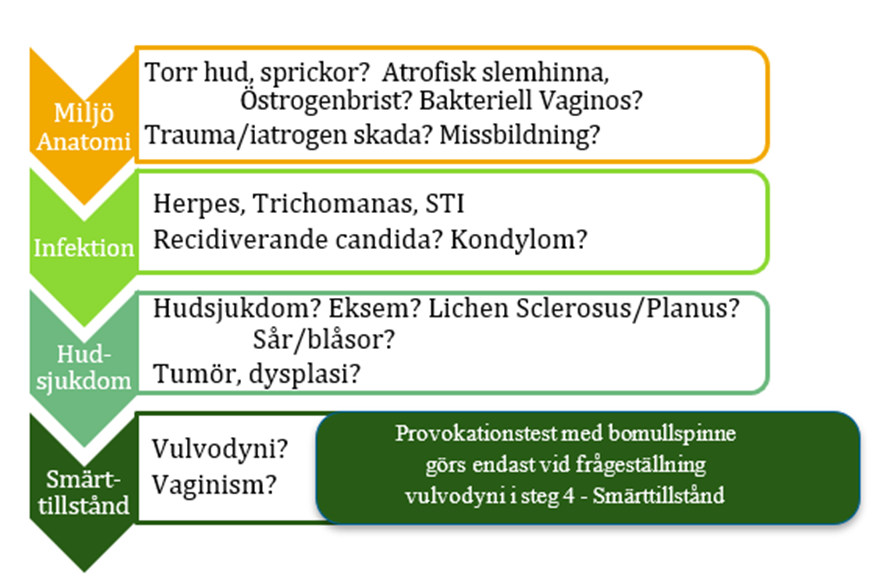 Miljö
Anatomi
Torr hud, sprickor?  Atrofisk slemhinna,
Östrogenbrist? Bakteriell Vaginos?
Trauma/iatrogen skada? Missbildning?
Infektion
Herpes, Trichomanas, STI
Recidiverande candida? Kondylom?
Hud-
sjukdom
Hudsjukdom? Eksem? Lichen Sclerosus/Planus?
Sår/blåsor?
Tumör, dysplasi?
Smärt-
tillstånd
Vulvodyni?
Vaginism?
Provokationstest med bomullspinne
görs endast vid frågeställning
vulvodyni i steg 4 - Smärttillstånd